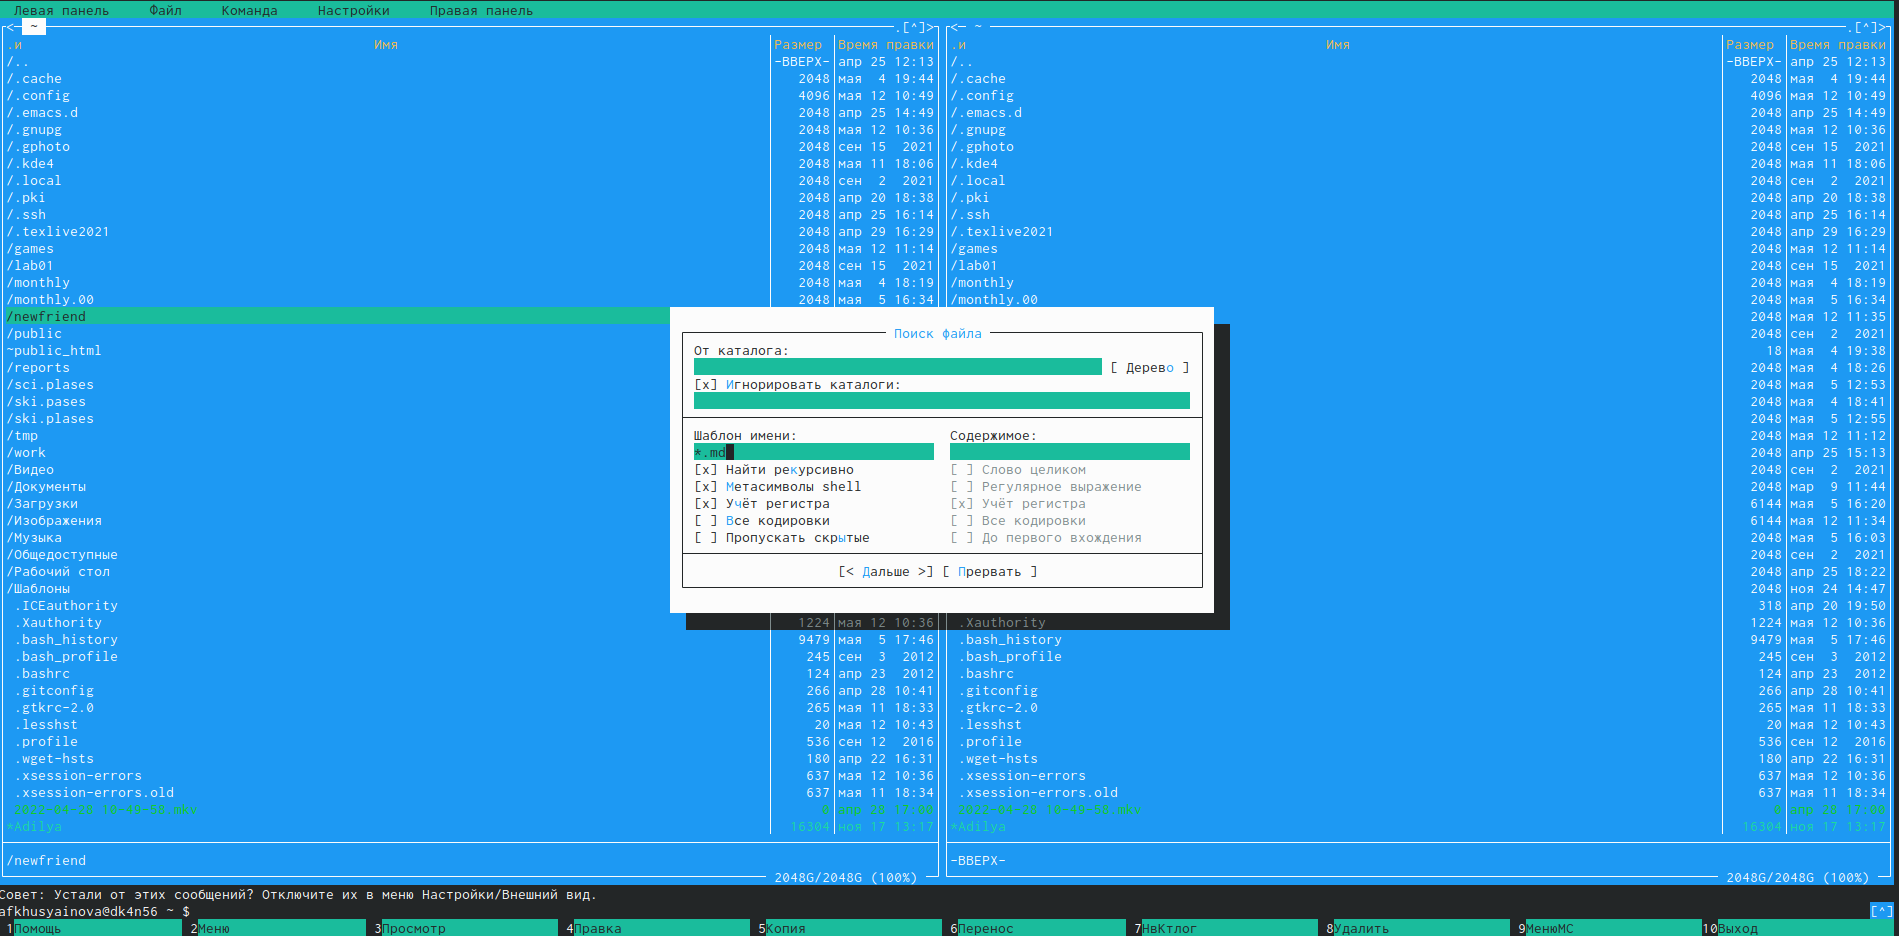 Левая панель Файл Команда Настройки Правая панель
<─ ~ .[^]> <─ ~ .[^]>
.и Имя Размер Время правки .и Имя Размер Время правки
/.. -ВВЕРХ- апр 25 12:13 /.. -ВВЕРХ- апр 25 12:13
/.cache 2048 мая 4 19:44 /.cache 2048 мая 4 19:44
/.config 4096 мая 12 10:49 /.config 4096 мая 12 10:49
/.emacs.d 2048 апр 25 14:49 /.emacs.d 2048 апр 25 14:49
/.gnupg 2048 мая 12 10:36 /.gnupg 2048 мая 12 10:36
/.gphoto 2048 сен 15 2021 /.gphoto 2048 сен 15 2021
/.kde4 2048 мая 11 18:06 /.kde4 2048 мая 11 18:06
/.local 2048 сен 2 2021 /.local 2048 сен 2 2021
/.pki 2048 апр 20 18:38 /.pki 2048 апр 20 18:38
/.ssh 2048 апр 25 16:14 /.ssh 2048 апр 25 16:14
/.texlive2021 2048 апр 29 16:29 /.texlive2021 2048 апр 29 16:29
/games 2048 мая 12 11:14 /games 2048 мая 12 11:14
/lab01 2048 сен 15 2021 /lab01 2048 сен 15 2021
/monthly 2048 мая 4 18:19 /monthly 2048 мая 4 18:19
/monthly.00 2048 мая 5 16:34 /monthly.00 2048 мая 5 16:34
/newfriend 2048 мая 12 11:35
/public Поиск файла 2048 сен 2 2021
~public_html От каталога: 18 мая 4 19:38
/reports [ Дерево ] 2048 мая 4 18:26
/sci.plases [x] Игнорировать каталоги: 2048 мая 5 12:53
/ski.pases 2048 мая 4 18:41
/ski.plases 2048 мая 5 12:55
/tmp Шаблон имени: Содержимое: 2048 мая 12 11:12
/work *.md 2048 апр 25 15:13
/Видео [x] Найти рекурсивно [ ] Слово целиком 2048 сен 2 2021
/Документы [x] Метасимволы shell [ ] Регулярное выражение 2048 мар 9 11:44
/Загрузки [x] Учёт регистра [x] Учёт регистра 6144 мая 5 16:20
/Изображения [ ] Все кодировки [ ] Все кодировки 6144 мая 12 11:34
/Музыка [ ] Пропускать скрытые [ ] До первого вхождения 2048 мая 5 16:03
/Общедоступные 2048 сен 2 2021
/Рабочий стол [< Дальше >] [ Прервать ] 2048 апр 25 18:22
/Шаблоны 2048 ноя 24 14:47
.ICEauthority 318 апр 20 19:50
.Xauthority 1224 мая 12 10:36 .Xauthority 1224 мая 12 10:36
.bash_history 9479 мая 5 17:46 .bash_history 9479 мая 5 17:46
.bash_profile 245 сен 3 2012 .bash_profile 245 сен 3 2012
.bashrc 124 апр 23 2012 .bashrc 124 апр 23 2012
.gitconfig 266 апр 28 10:41 .gitconfig 266 апр 28 10:41
.gtkrc-2.0 265 мая 11 18:33 .gtkrc-2.0 265 мая 11 18:33
.lesshst 20 мая 12 10:43 .lesshst 20 мая 12 10:43
.profile 536 сен 12 2016 .profile 536 сен 12 2016
.wget-hsts 180 апр 22 16:31 .wget-hsts 180 апр 22 16:31
.xsession-errors 637 мая 12 10:36 .xsession-errors 637 мая 12 10:36
.xsession-errors.old 637 мая 11 18:34 .xsession-errors.old 637 мая 11 18:34
*Adilya 16304 ноя 17 13:17 *Adilya 16304 ноя 17 13:17
/newfriend -ВВЕРХ-
2048G/2048G (100%) 2048G/2048G (100%)
Совет: Устали от этих сообщений? Отключите их в меню Настройки/Внешний вид.
afkhusyainova@dk4n56 ~ $ [^]
1Помощь 2Меню 3Просмотр 4Правка 5Копия 6Перенос 7НвКтлог 8Удалить 9МенюМС 10Выход